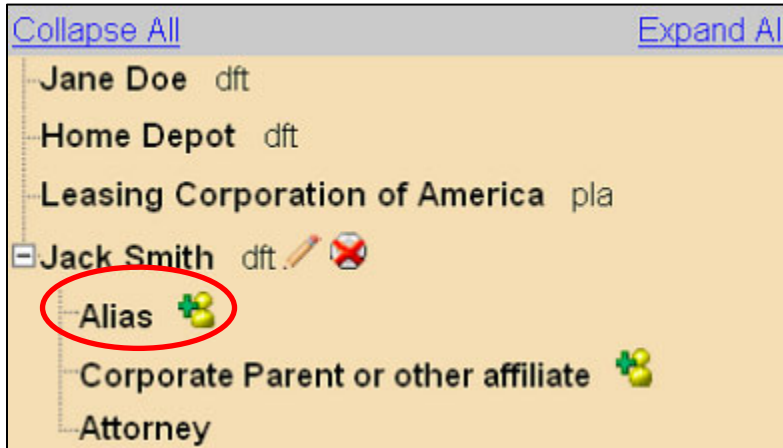 Collapse All Expand Al
Jane Doe dft
Home Depot dft
Leasing Corporation of America pla
Jack Smith dft
Alias
Corporate Parent or other affiliate
Attorney